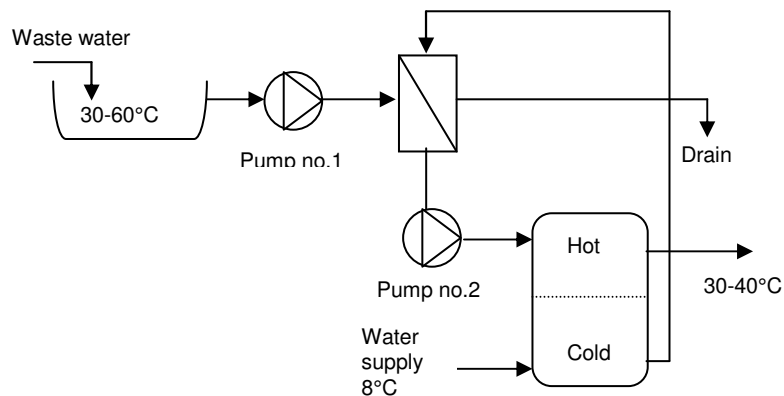 Waste water
30-60°C
Pump no.1
Drain
Hot
30-40°C
Pump no.2
Water
supply
8°C
Cold